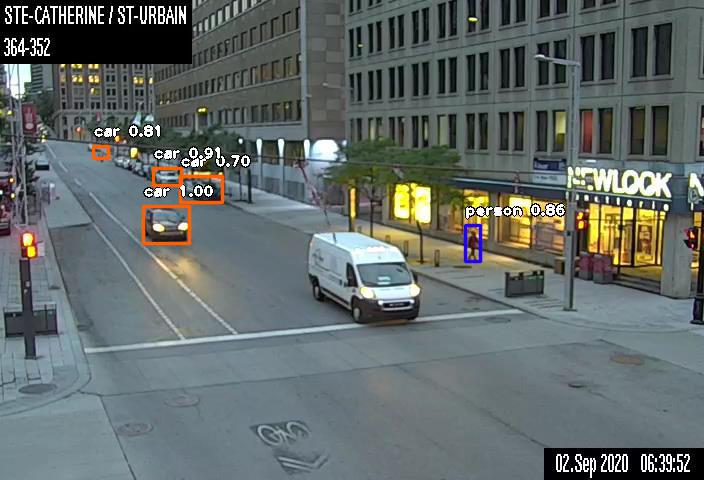 STE-CATHERINE / ST-URBAIN
364-352
car 0.81
car 0.91
car 0.70
car 1.00
person 0.86
NEWLOOK
02.Sep 2020 06:39:52